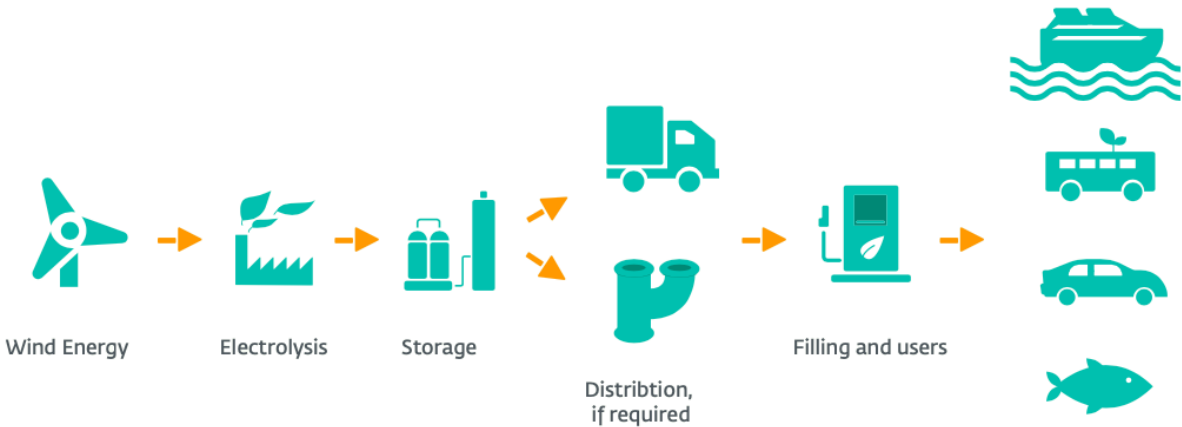 Wind Energy
Electrolysis
Storage
Distribtion,
if required
Filling and users